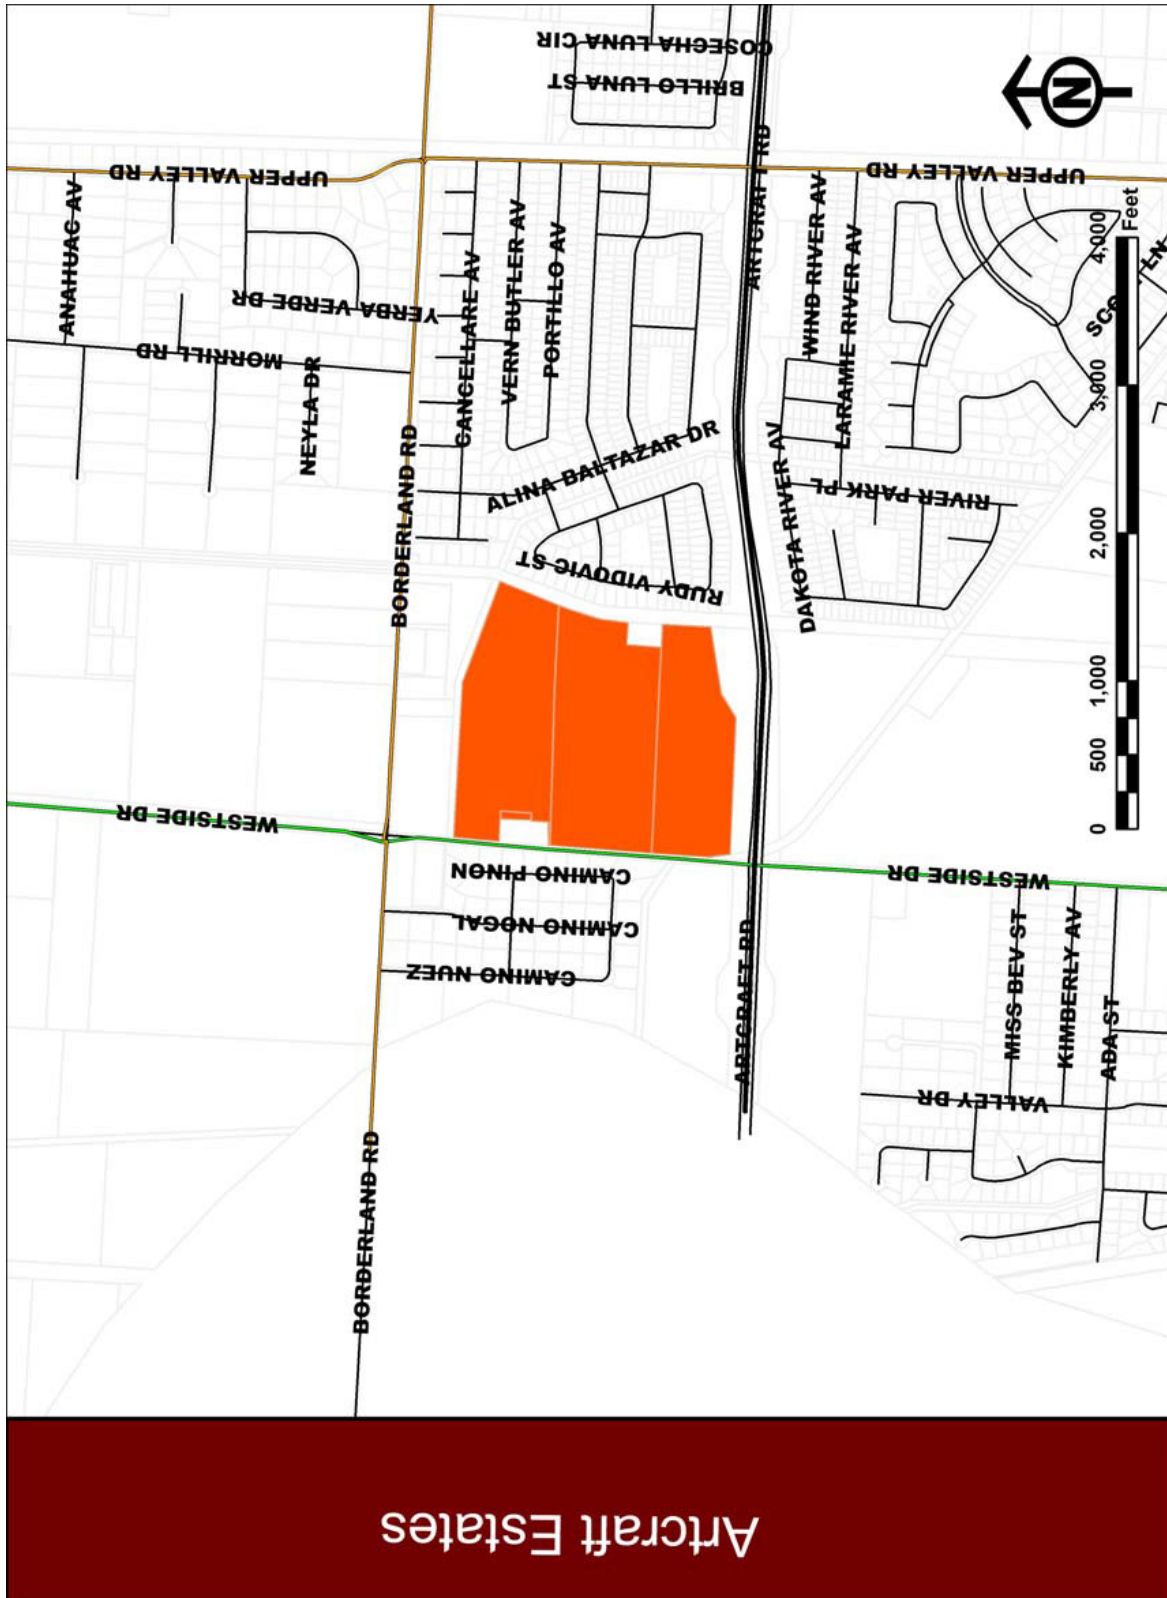 COSECHA LUNA CIR
BRILLO LUNA ST
N
ARTCRAFT RD
UPPER VALLEY RD
UPPER VALLEY RD
ANAHUAC AV
YERBA VERDE DR
MORRILL RD
NEYLA DR
CANCELLARE AV
VERN BUTLER AV
PORTILLO AV
WIND RIVER AV
LARAMIE RIVER AV
BORDERLAND RD
ALINA BALTAZAR DR
DAKOTA RIVER AV
RIVER PARK PL
RUDY VIDOVIC ST
0 500 1,000 2,000 3,000 4,000
Feet
WESTSIDE DR
WESTSIDE DR
CAMINO PINON
CAMINO NOGAL
CAMINO NUEZ
ARTCRAFT RD
MISS BEV ST
KIMBERLY AV
ADA ST
VALLEY DR
BORDERLAND RD
Artcraft Estates